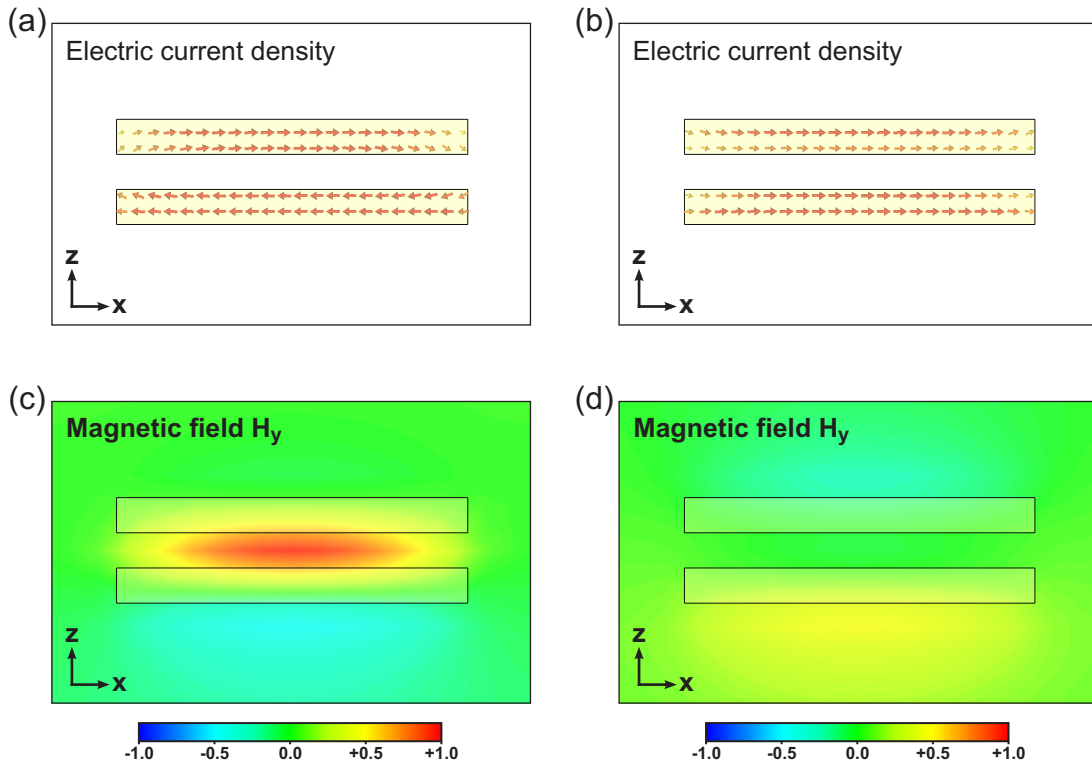 (a)
Electric current density
z
x
(b)
Electric current density
z
x
(c)
Magnetic field Hy
z
x
-1.0 -0.5 0.0 +0.5 +1.0
(d)
Magnetic field Hy
z
x
-1.0 -0.5 0.0 +0.5 +1.0